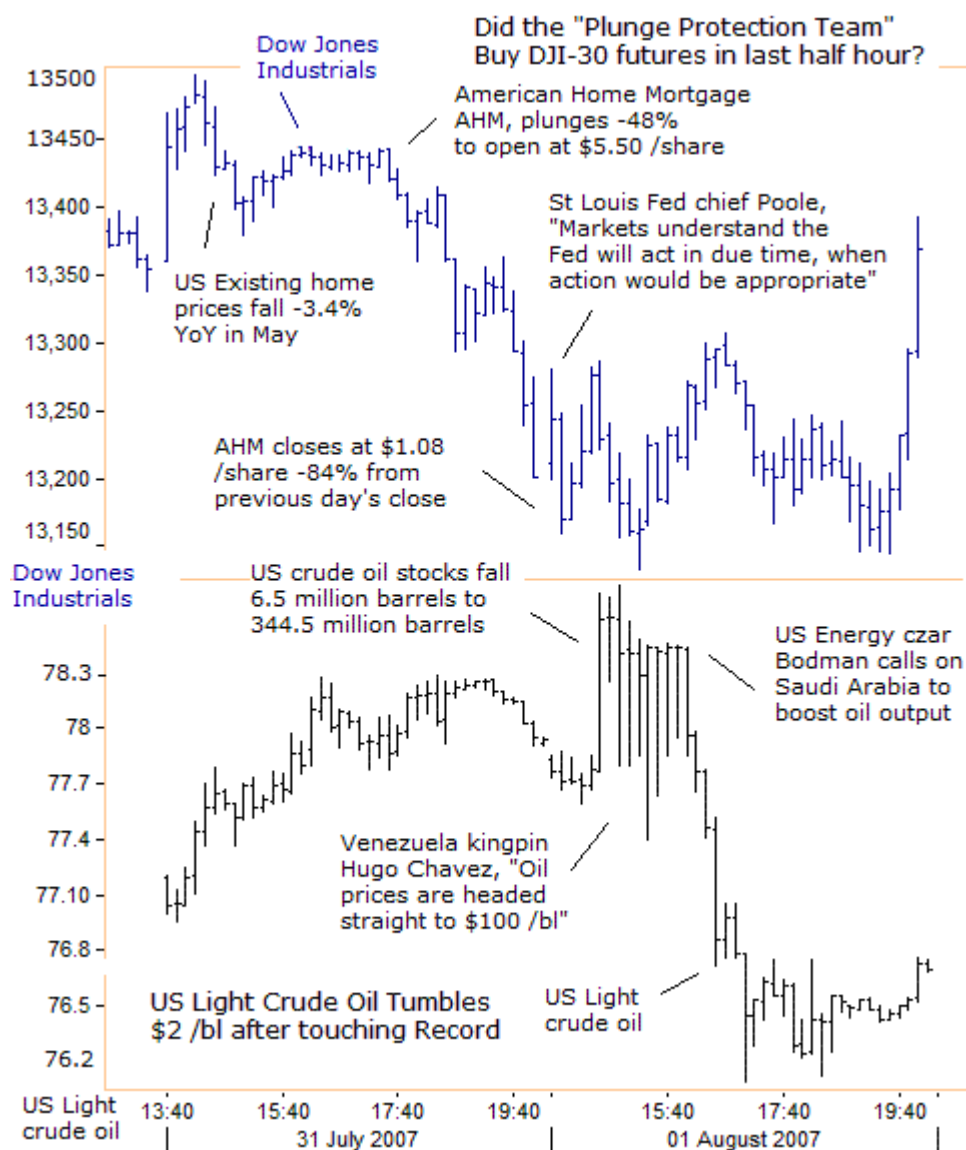 Did the "Plunge Protection Team"
Buy DJI-30 futures in last half hour?
Dow Jones
Industrials
American Home Mortgage
AHM, plunges -48%
to open at $5.50 /share
St Louis Fed chief Poole,
"Markets understand the
Fed will act in due time, when
action would be appropriate"
US Existing home
prices fall -3.4%
YoY in May
AHM closes at $1.08
/share -84% from
previous day's close
13500
13450
13,400
13,350
13,300
13,250
13,200
13,150
Dow Jones
Industrials
US crude oil stocks fall
6.5 million barrels to
344.5 million barrels
US Energy czar
Bodman calls on
Saudi Arabia to
boost oil output
Venezuela kingpin
Hugo Chavez, "Oil
prices are headed
straight to $100 /bl"
US Light
crude oil
US Light Crude Oil Tumbles
$2 /bl after touching Record
78.3
78
77.7
77.4
77.10
76.8
76.5
76.2
US Light
crude oil
13:40 15:40 17:40 19:40 15:40 17:40 19:40
31 July 2007 01 August 2007